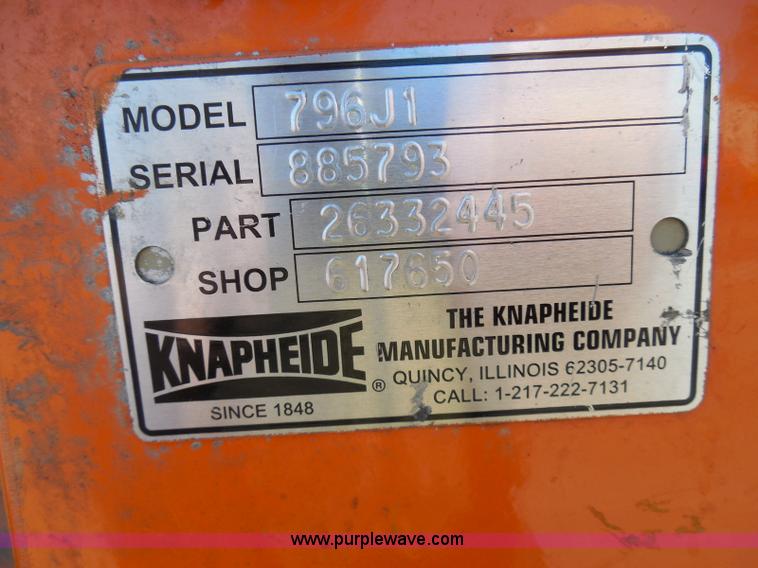 MODEL 796J1
SERIAL 885793
PART 26332445
SHOP 617650
KNAPHEIDE ®
SINCE 1848
THE KNAPHEIDE
MANUFACTURING COMPANY
QUINCY, ILLINOIS 62305-7140
CALL: 1-217-222-7131
www.purplewave.com